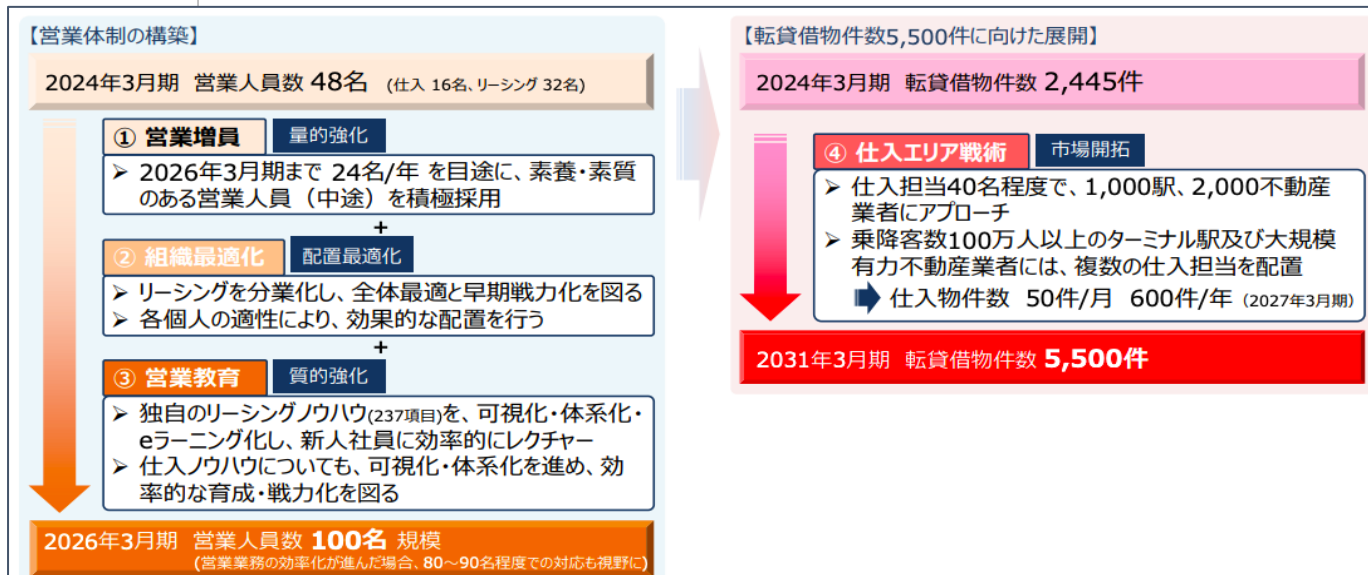 【営業体制の構築】
2024年3月期 営業人員数 48名 (仕入 16名、リーシング 32名)
① 営業増員 量的強化
➢ 2026年3月期まで 24名/年 を目途に、素養・素質
のある営業人員（中途）を積極採用
+
② 組織最適化 配置最適化
➢ リーシングを分業化し、全体最適と早期戦力化を図る
➢ 各個人の適性により、効果的な配置を行う
+
③ 営業教育 質的強化
➢ 独自のリーシングノウハウ(237項目)を、可視化・体系化・
eラーニング化し、新人社員に効率的にレクチャー
➢ 仕入ノウハウについても、可視化・体系化を進め、効
率的な育成・戦力化を図る
2026年3月期 営業人員数 100名 規模
(営業業務の効率化が進んだ場合、80～90名程度での対応も視野に)
【転貸借物件数5,500件に向けた展開】
2024年3月期 転貸借物件数 2,445件
④ 仕入エリア戦術 市場開拓
➢ 仕入担当40名程度で、1,000駅、2,000不動産
業者にアプローチ
➢ 乗降客数100万人以上のターミナル駅及び大規模
有力不動産業者には、複数の仕入担当を配置
仕入物件数 50件/月 600件/年 (2027年3月期)
2031年3月期 転貸借物件数 5,500件